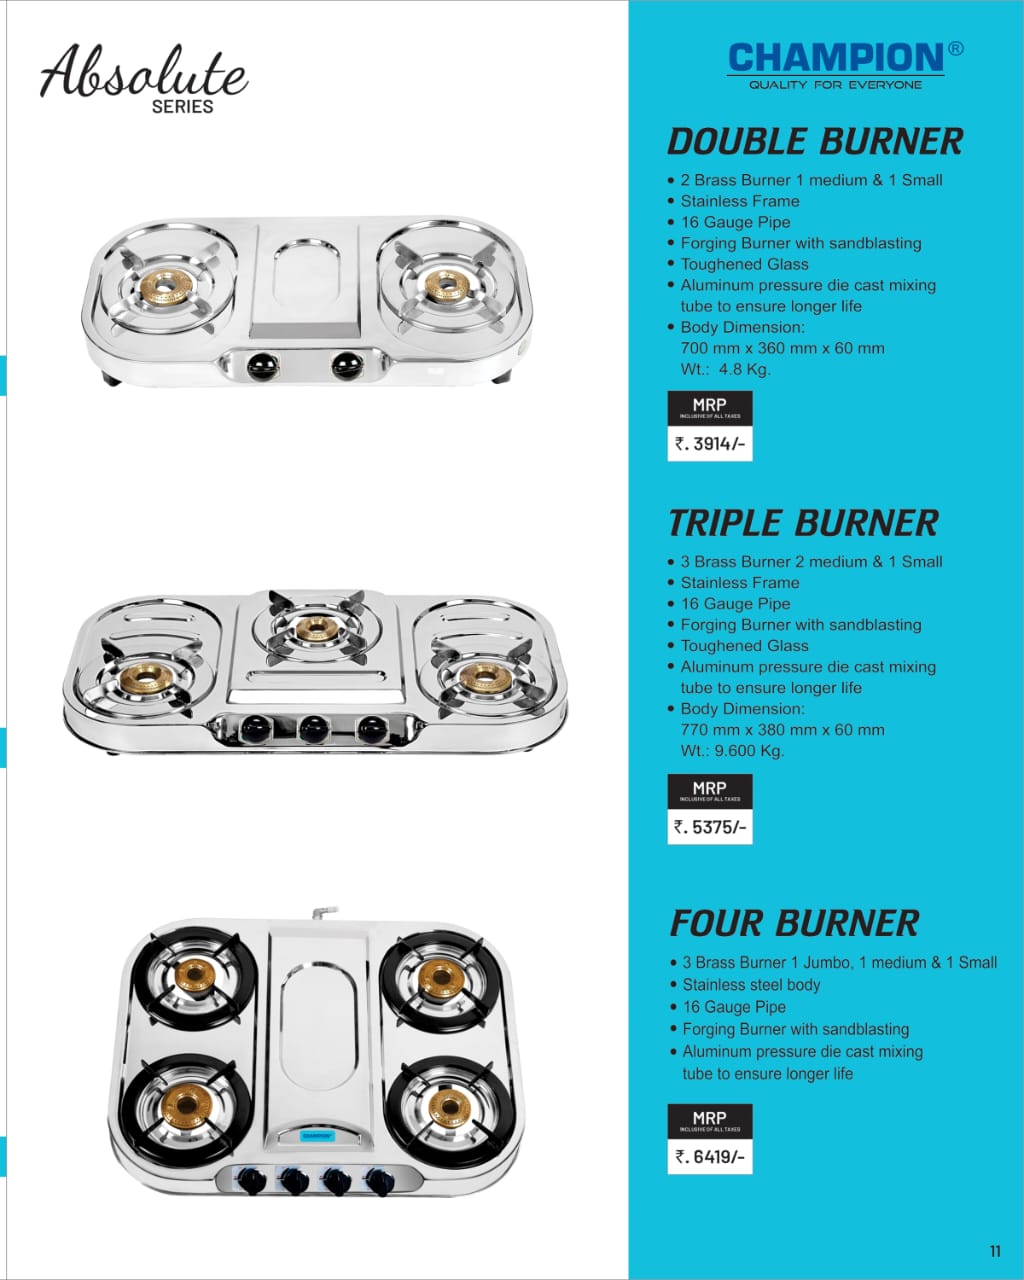 Absolute
SERIES
CHAMPION®
QUALITY FOR EVERYONE
DOUBLE BURNER
• 2 Brass Burner 1 medium & 1 Small
• Stainless Frame
• 16 Gauge Pipe
• Forging Burner with sandblasting
• Toughened Glass
• Aluminum pressure die cast mixing
tube to ensure longer life
• Body Dimension:
700 mm x 360 mm x 60 mm
Wt.: 4.8 Kg.
MRP
INCLUSIVE OF ALL TAXES
₹. 3914/-
TRIPLE BURNER
• 3 Brass Burner 2 medium & 1 Small
• Stainless Frame
• 16 Gauge Pipe
• Forging Burner with sandblasting
• Toughened Glass
• Aluminum pressure die cast mixing
tube to ensure longer life
• Body Dimension:
770 mm x 380 mm x 60 mm
Wt.: 9.600 Kg.
MRP
INCLUSIVE OF ALL TAXES
₹. 5375/-
FOUR BURNER
• 3 Brass Burner 1 Jumbo, 1 medium & 1 Small
• Stainless steel body
• 16 Gauge Pipe
• Forging Burner with sandblasting
• Aluminum pressure die cast mixing
tube to ensure longer life
MRP
INCLUSIVE OF ALL TAXES
₹. 6419/-
CHAMPION®
11